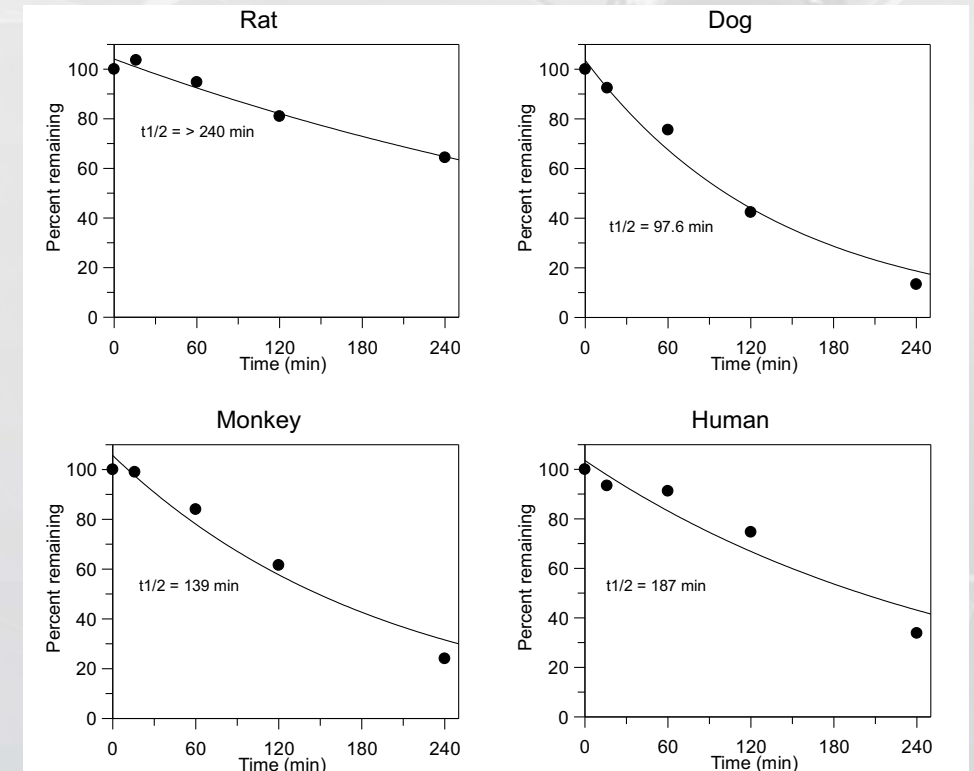 Rat
Percent remaining
100
80
60
40
20
0
t1/2 = > 240 min
0 60 120 180 240
Time (min)
Dog
Percent remaining
100
80
60
40
20
0
t1/2 = 97.6 min
0 60 120 180 240
Time (min)
Monkey
Percent remaining
100
80
60
40
20
0
t1/2 = 139 min
0 60 120 180 240
Time (min)
Human
Percent remaining
100
80
60
40
20
0
t1/2 = 187 min
0 60 120 180 240
Time (min)